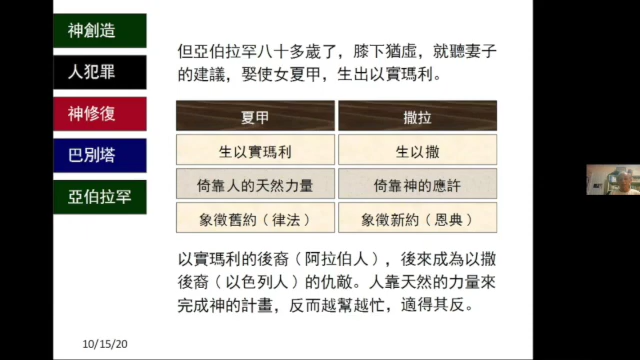 神創造
人犯罪
神修復
巴別塔
亞伯拉罕
但亞伯拉罕八十多歲了，膝下猶虛，就聽妻子
的建議，娶使女夏甲，生出以實瑪利。
夏甲 撒拉
生以實瑪利 生以撒
倚靠人的天然力量 倚靠神的應許
象徵舊約（律法） 象徵新約（恩典）
以實瑪利的後裔（阿拉伯人），後來成為以撒
後裔（以色列人）的仇敵。人靠天然的力量來
完成神的計畫，反而越幫越忙，適得其反。
10/15/20